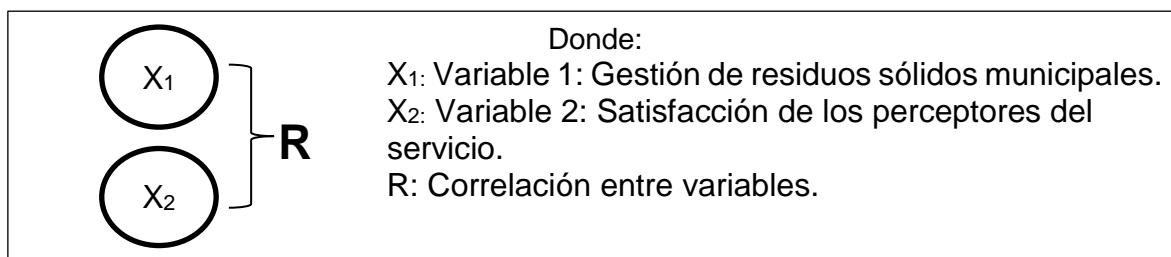 Donde:
X₁: Variable 1: Gestión de residuos sólidos municipales.
X₂: Variable 2: Satisfacción de los perceptores del
servicio.
R: Correlación entre variables.
X₁
R
X₂